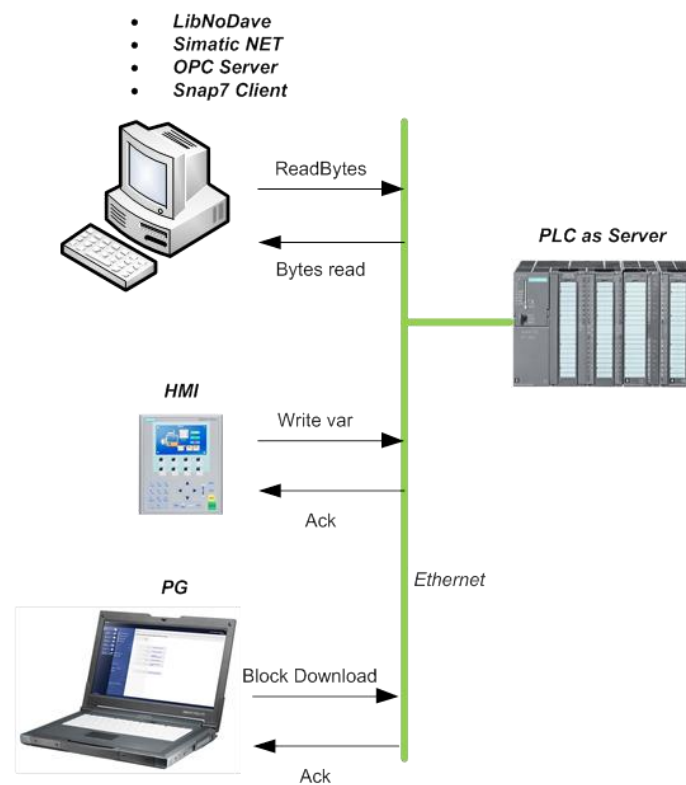 • LibNoDave
• Simatic NET
• OPC Server
• Snap7 Client
ReadBytes
Bytes read
PLC as Server
HMI
Write var
Ack
Ethernet
PG
Block Download
Ack